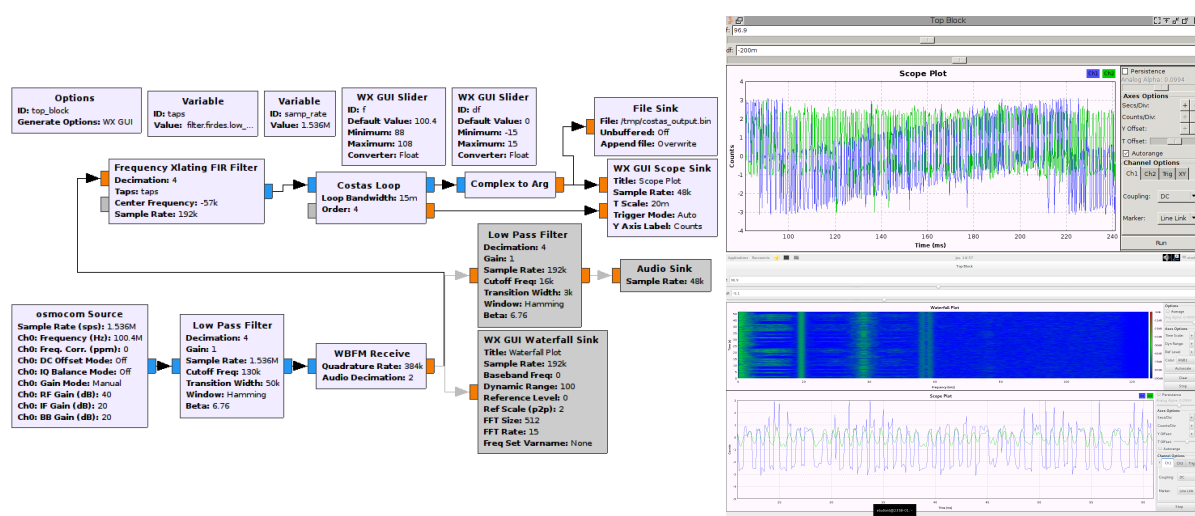 Options
ID: top_block
Generate Options: WX GUI
Variable
ID: taps
Value: filter.firdes.low_...
Variable
ID: samp_rate
Value: 1.536M
WX GUI Slider
ID: f
Default Value: 100.4
Minimum: 88
Maximum: 108
Converter: Float
WX GUI Slider
ID: df
Default Value: 0
Minimum: -15
Maximum: 15
Converter: Float
File Sink
File: /tmp/costas_output.bin
Unbuffered: Off
Append file: Overwrite
Frequency Xlating FIR Filter
Decimation: 4
Taps: taps
Center Frequency: -57k
Sample Rate: 192k
Costas Loop
Loop Bandwidth: 15m
Order: 4
Complex to Arg
WX GUI Scope Sink
Title: Scope Plot
Sample Rate: 48k
T Scale: 20m
Trigger Mode: Auto
Y Axis Label: Counts
Low Pass Filter
Decimation: 4
Gain: 1
Sample Rate: 192k
Cutoff Freq: 16k
Transition Width: 3k
Window: Hamming
Beta: 6.76
Audio Sink
Sample Rate: 48k
osmocom Source
Sample Rate (sps): 1.536M
Ch0: Frequency (Hz): 100.4M
Ch0: Freq. Corr. (ppm): 0
Ch0: DC Offset Mode: Off
Ch0: IQ Balance Mode: Off
Ch0: Gain Mode: Manual
Ch0: RF Gain (dB): 40
Ch0: IF Gain (dB): 20
Ch0: BB Gain (dB): 20
Low Pass Filter
Decimation: 4
Gain: 1
Sample Rate: 1.536M
Cutoff Freq: 130k
Transition Width: 50k
Window: Hamming
Beta: 6.76
WBFM Receive
Quadrature Rate: 384k
Audio Decimation: 2
WX GUI Waterfall Sink
Title: Waterfall Plot
Sample Rate: 192k
Baseband Freq: 0
Dynamic Range: 100
Reference Level: 0
Ref Scale (p2p): 2
FFT Size: 512
FFT Rate: 15
Freq Set Varname: None
Top Block
f: 96.9
df: -200m
Scope Plot
Ch1 Ch2
Counts
4
3
2
1
0
-1
-2
-3
-4
100 120 140 160 180 200 220 240
Time (ms)
Persistence
Analog Alpha: 0.0994
Axes Options
Secs/Div:
Counts/Div:
Y Offset:
T Offset:
Autorange
Channel Options
Ch1 Ch2 Trig XY
Coupling: DC
Marker: Line Link
Run
Top Block
Waterfall Plot
Scope Plot